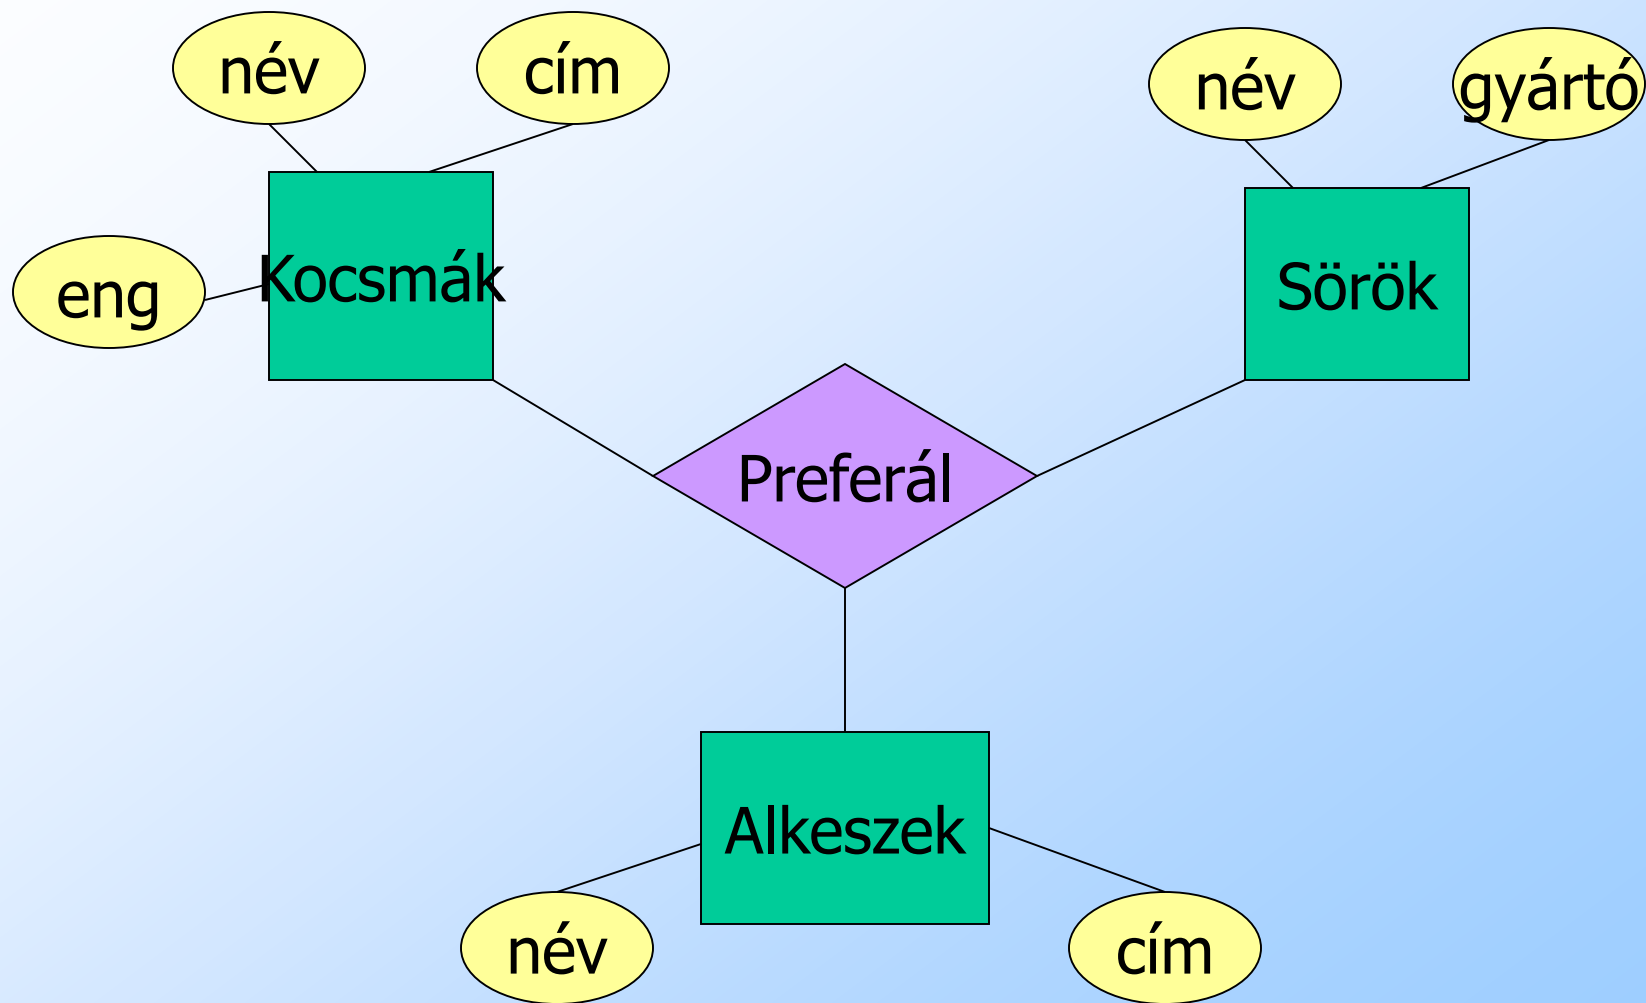 név
cím
név
gyártó
eng
Kocsmák
Sörök
Preferál
Alkeszek
név
cím